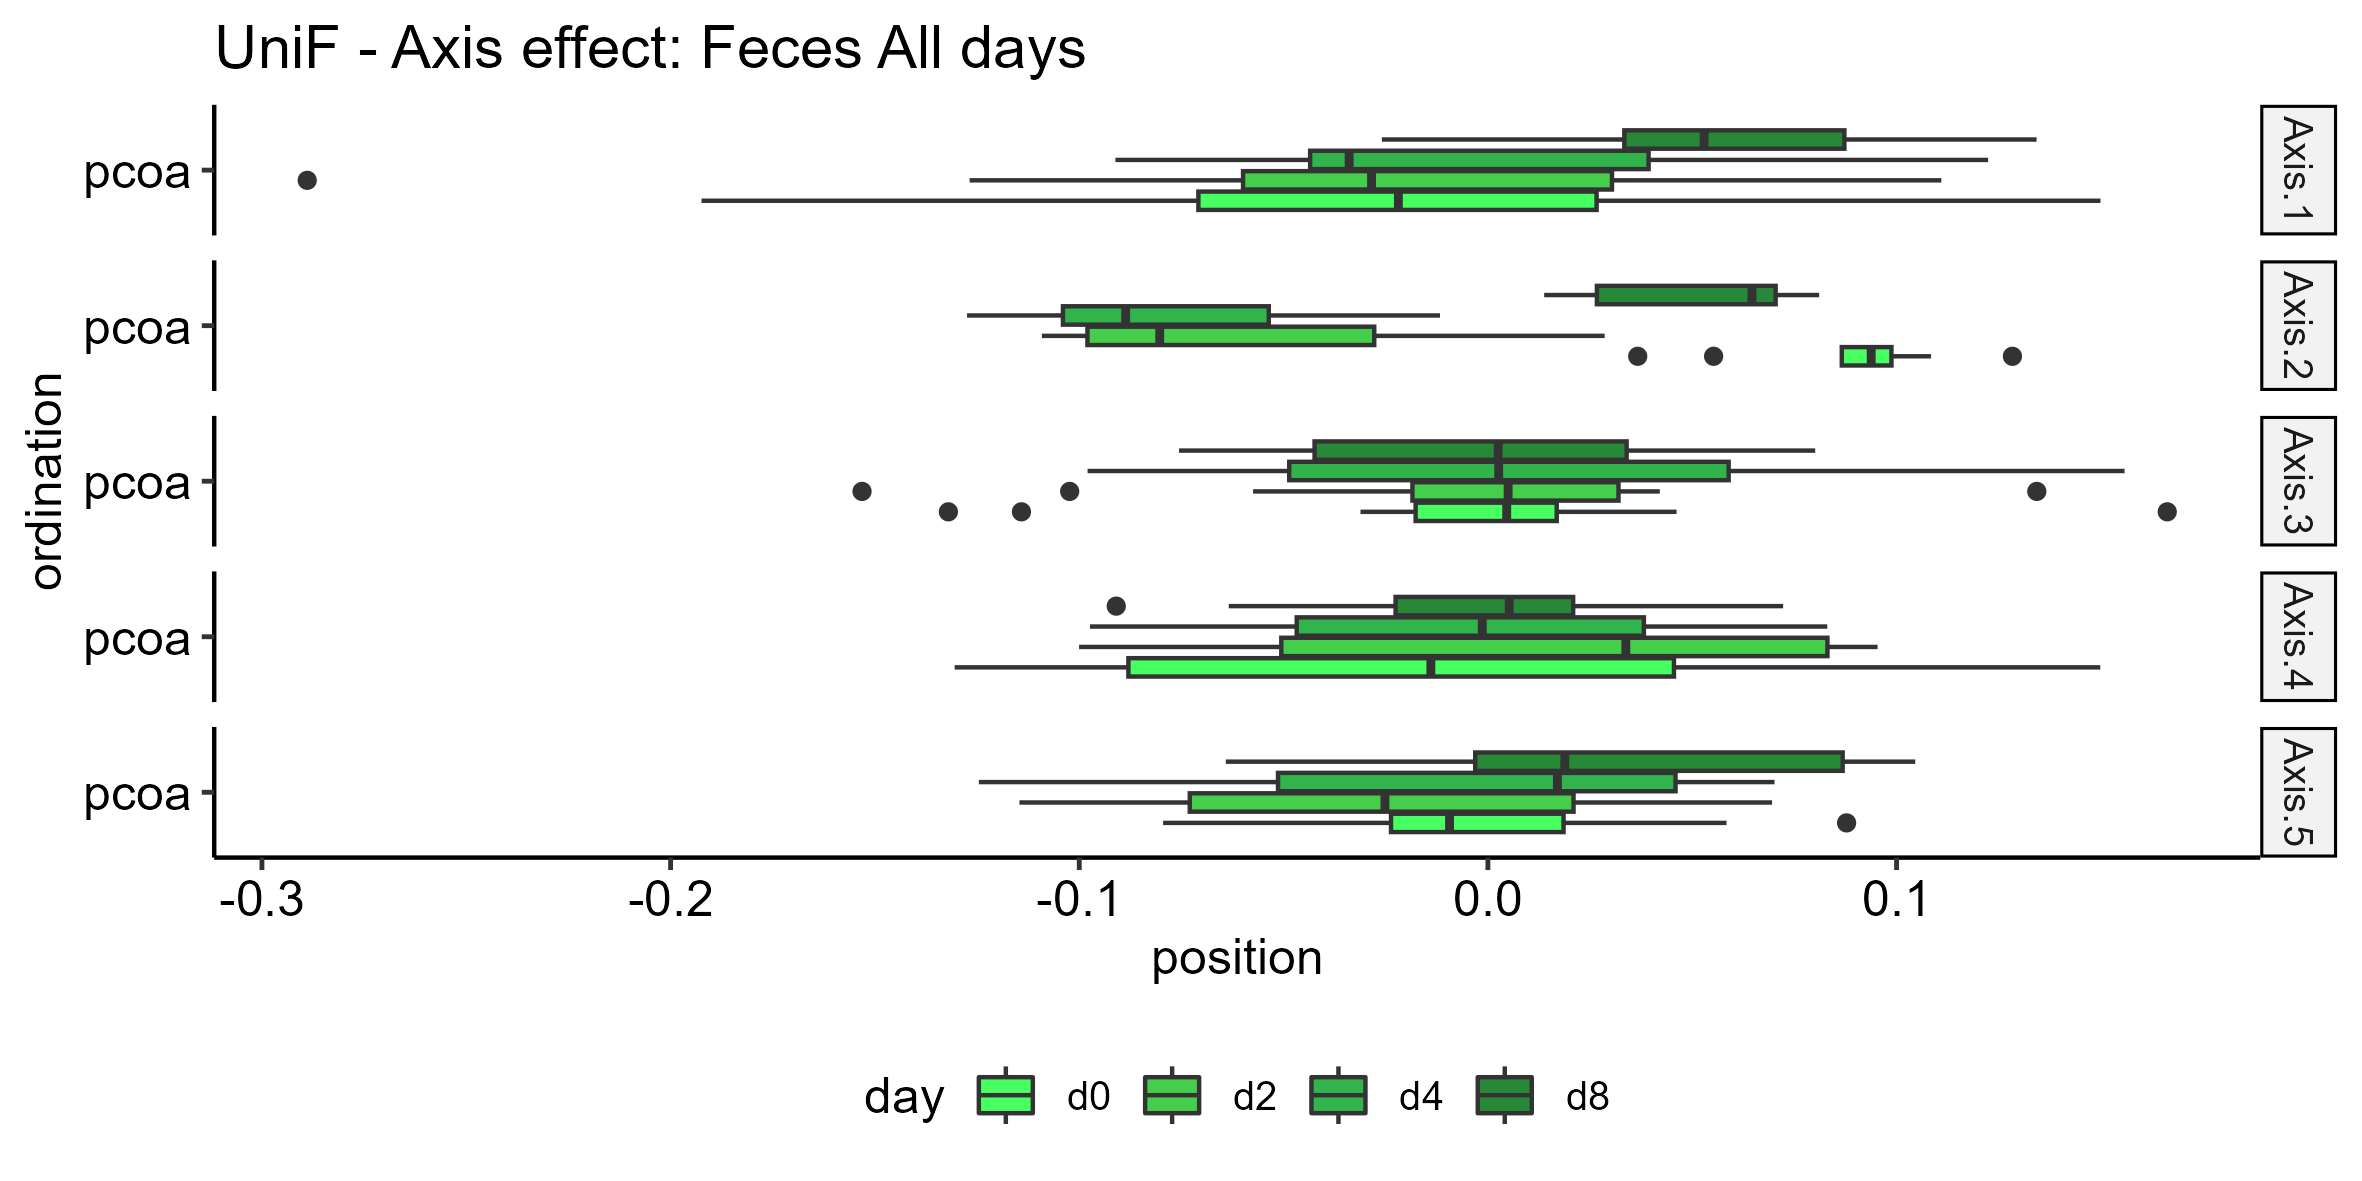 UniF - Axis effect: Feces All days
pcoa
Axis.1
pcoa
Axis.2
pcoa
Axis.3
pcoa
Axis.4
pcoa
Axis.5
ordination
-0.3 -0.2 -0.1 0.0 0.1
position
day d0 d2 d4 d8